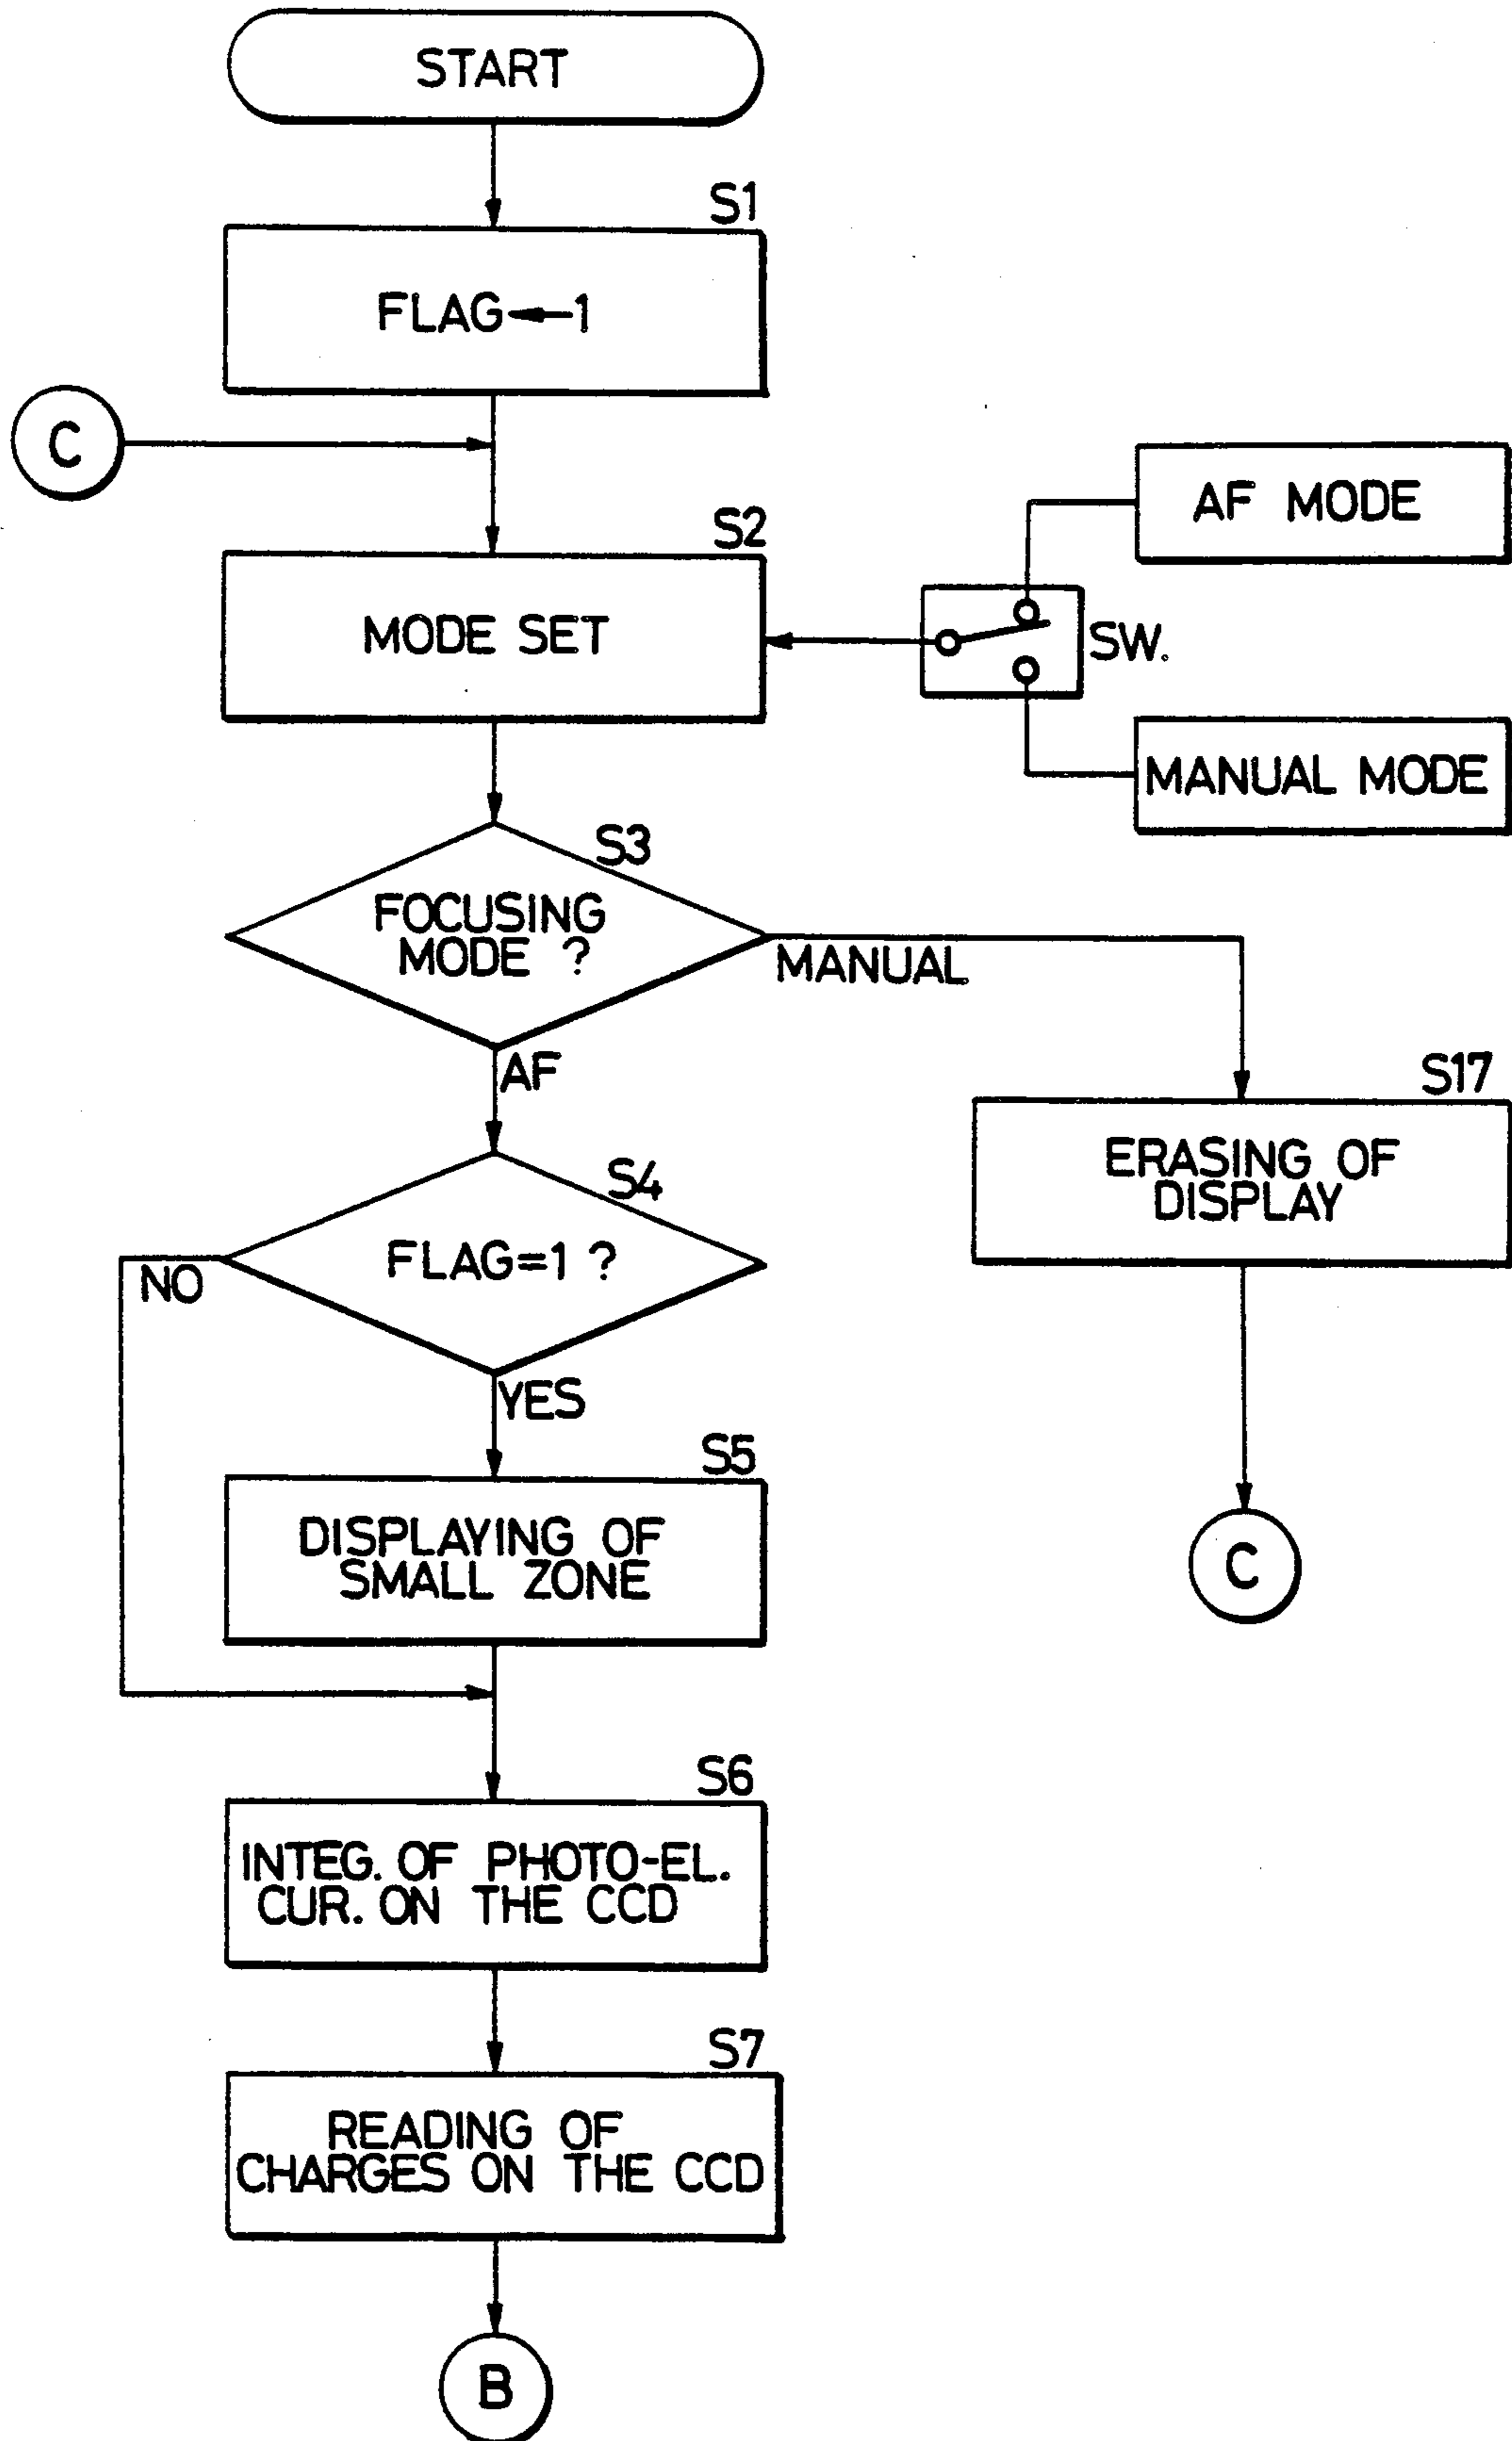 START
S1
FLAG←1
C
S2
MODE SET
AF MODE
SW.
MANUAL MODE
S3
FOCUSING
MODE ?
MANUAL
AF
S17
ERASING OF
DISPLAY
C
S4
FLAG=1 ?
NO
YES
S5
DISPLAYING OF
SMALL ZONE
S6
INTEG. OF PHOTO-EL.
CUR. ON THE CCD
S7
READING OF
CHARGES ON THE CCD
B